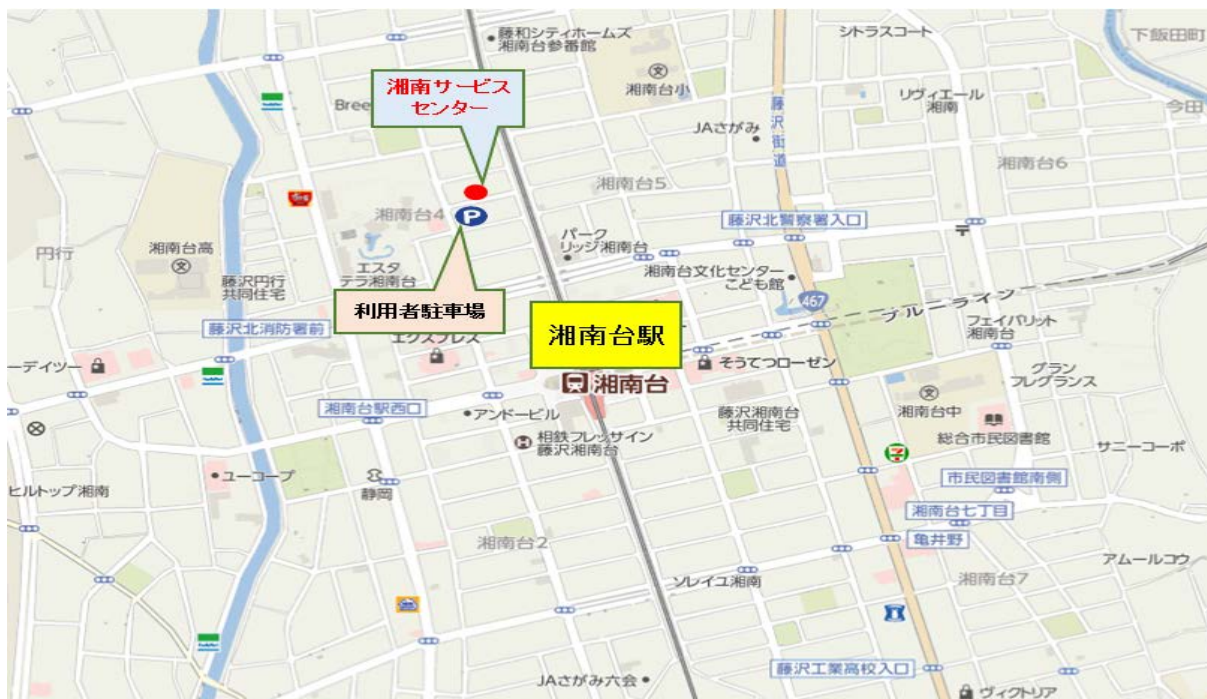 藤和シティホームズ
湘南台参番館
シトラスコート
下飯田町
湘南台小
湘南サービス
センター
Bree
藤沢街道
リヴィエール
湘南
今田
JAさがみ
湘南台6
湘南台5
湘南台4
P
藤沢北警察署入口
円行
湘南台高
パーク
リッジ湘南台
エスタ
テラ湘南台
湘南台文化センター
こども館
藤沢円行
共同住宅
467
利用者駐車場
ブルーライン
藤沢北消防署前
エクスプレス
湘南台駅
フェイバリット
湘南台
ーデイツー
そうてつローゼン
グラン
フレグランス
湘南台
湘南台中
湘南台駅西口
アンドービル
藤沢湘南台
共同住宅
総合市民図書館
相鉄フレッサイン
藤沢湘南台
サニーコーポ
ユーコープ
市民図書館南側
ヒルトップ湘南
静岡
湘南台七丁目
湘南台2
亀井野
アムールコウ
ソレイユ湘南
湘南台7
藤沢工業高校入口
JAさがみ六会
ヴィクトリア